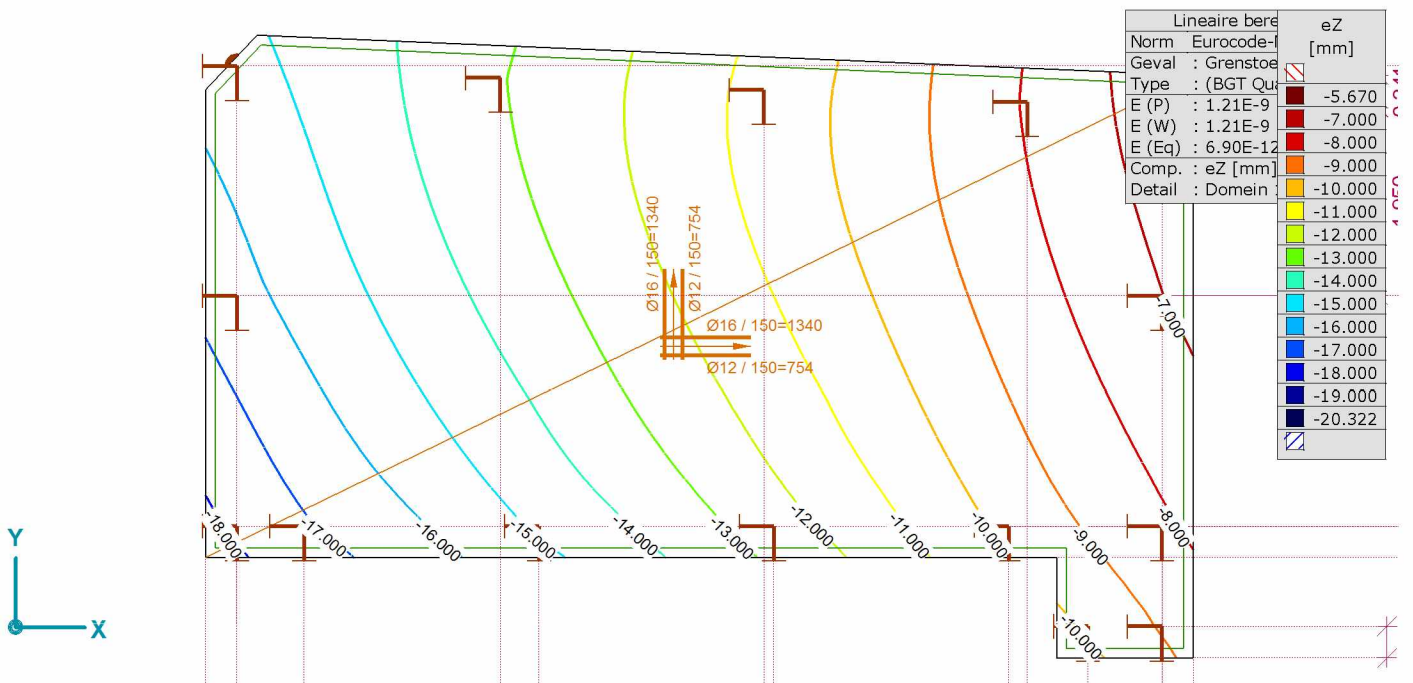 Lineaire bere
Norm Eurocode-
Geval : Grenstoe
Type : (BGT Qua
E (P) : 1.21E-9
E (W) : 1.21E-9
E (Eq) : 6.90E-12
Comp. : eZ [mm]
Detail : Domein
eZ
[mm]
-5.670
-7.000
-8.000
-9.000
-10.000
-11.000
-12.000
-13.000
-14.000
-15.000
-16.000
-17.000
-18.000
-19.000
-20.322
Ø16 / 150=1340
Ø12 / 150=754
Ø16 / 150=1340
Ø12 / 150=754
-7.000
-18.000
-17.000
-16.000
-15.000
-14.000
-13.000
-12.000
-11.000
-10.000
-9.000
-8.000
-10.000
Y
X